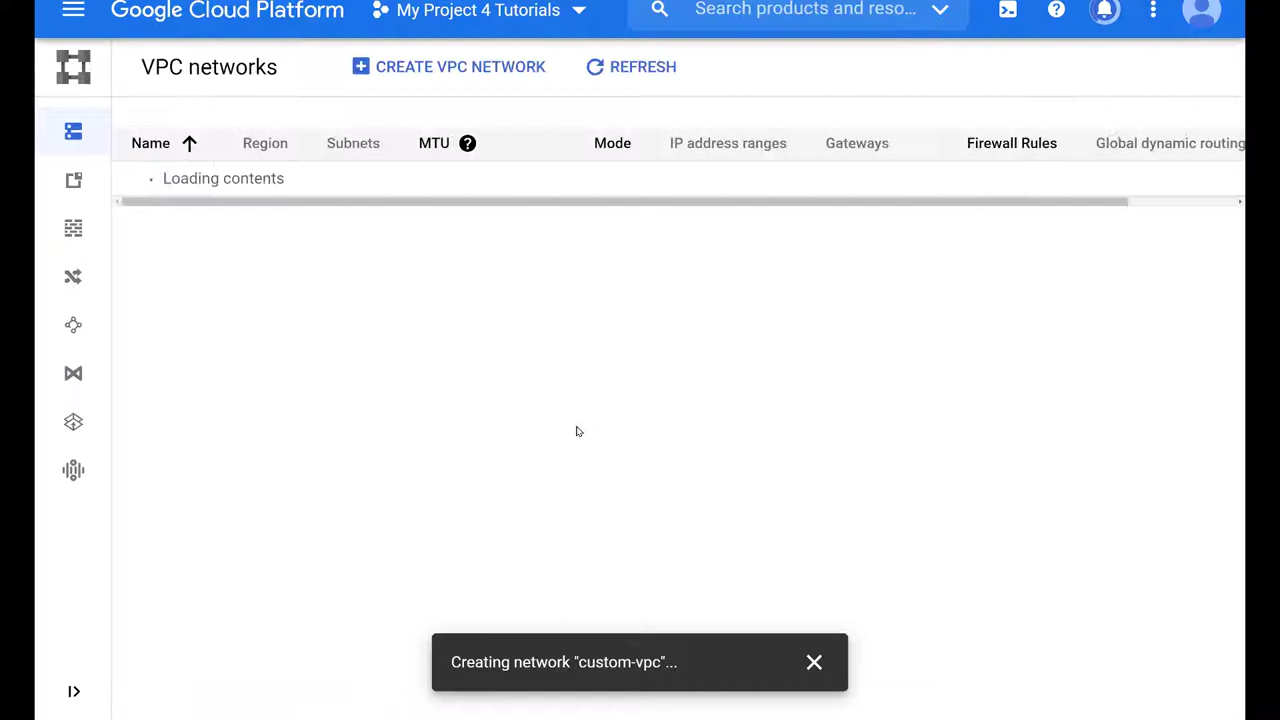 Google Cloud Platform
My Project 4 Tutorials
Search products and reso...
VPC networks
CREATE VPC NETWORK
REFRESH
Name Region Subnets MTU Mode IP address ranges Gateways Firewall Rules Global dynamic routing
Loading contents
Creating network "custom-vpc"...